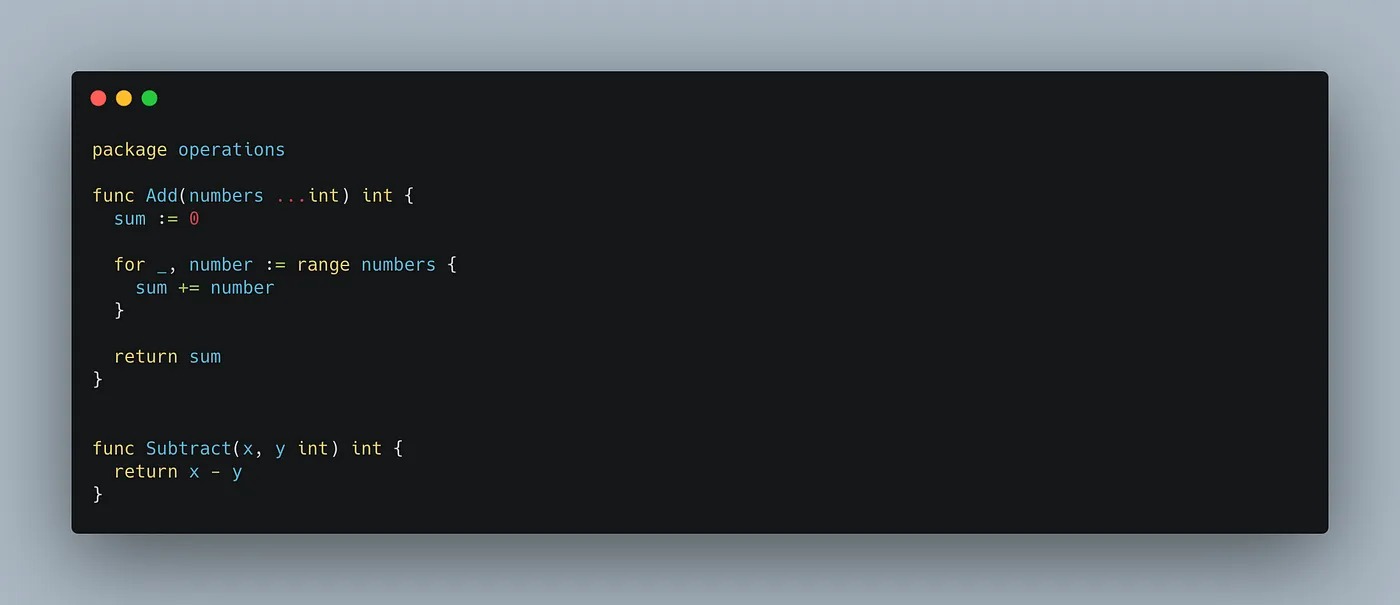 package operations

func Add(numbers ...int) int {
  sum := 0

  for _, number := range numbers {
    sum += number
  }

  return sum
}


func Subtract(x, y int) int {
  return x - y
}